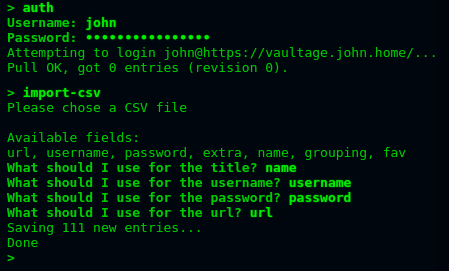 > auth
Username: john
Password: ••••••••••••••••
Attempting to login john@https://vaultage.john.home/...
Pull OK, got 0 entries (revision 0).
> import-csv
Please chose a CSV file
Available fields:
url, username, password, extra, name, grouping, fav
What should I use for the title? name
What should I use for the username? username
What should I use for the password? password
What should I use for the url? url
Saving 111 new entries...
Done
>